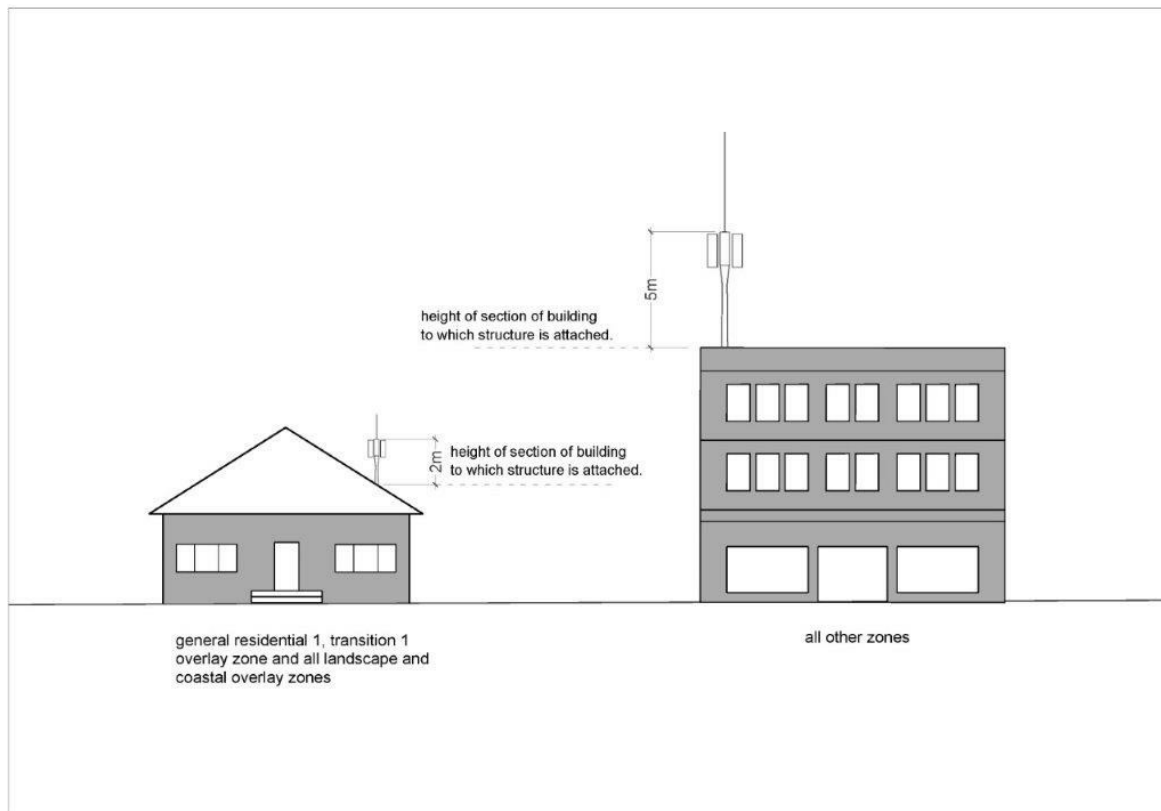 5m
height of section of building
to which structure is attached.
2m
height of section of building
to which structure is attached.
general residential 1, transition 1
overlay zone and all landscape and
coastal overlay zones
all other zones